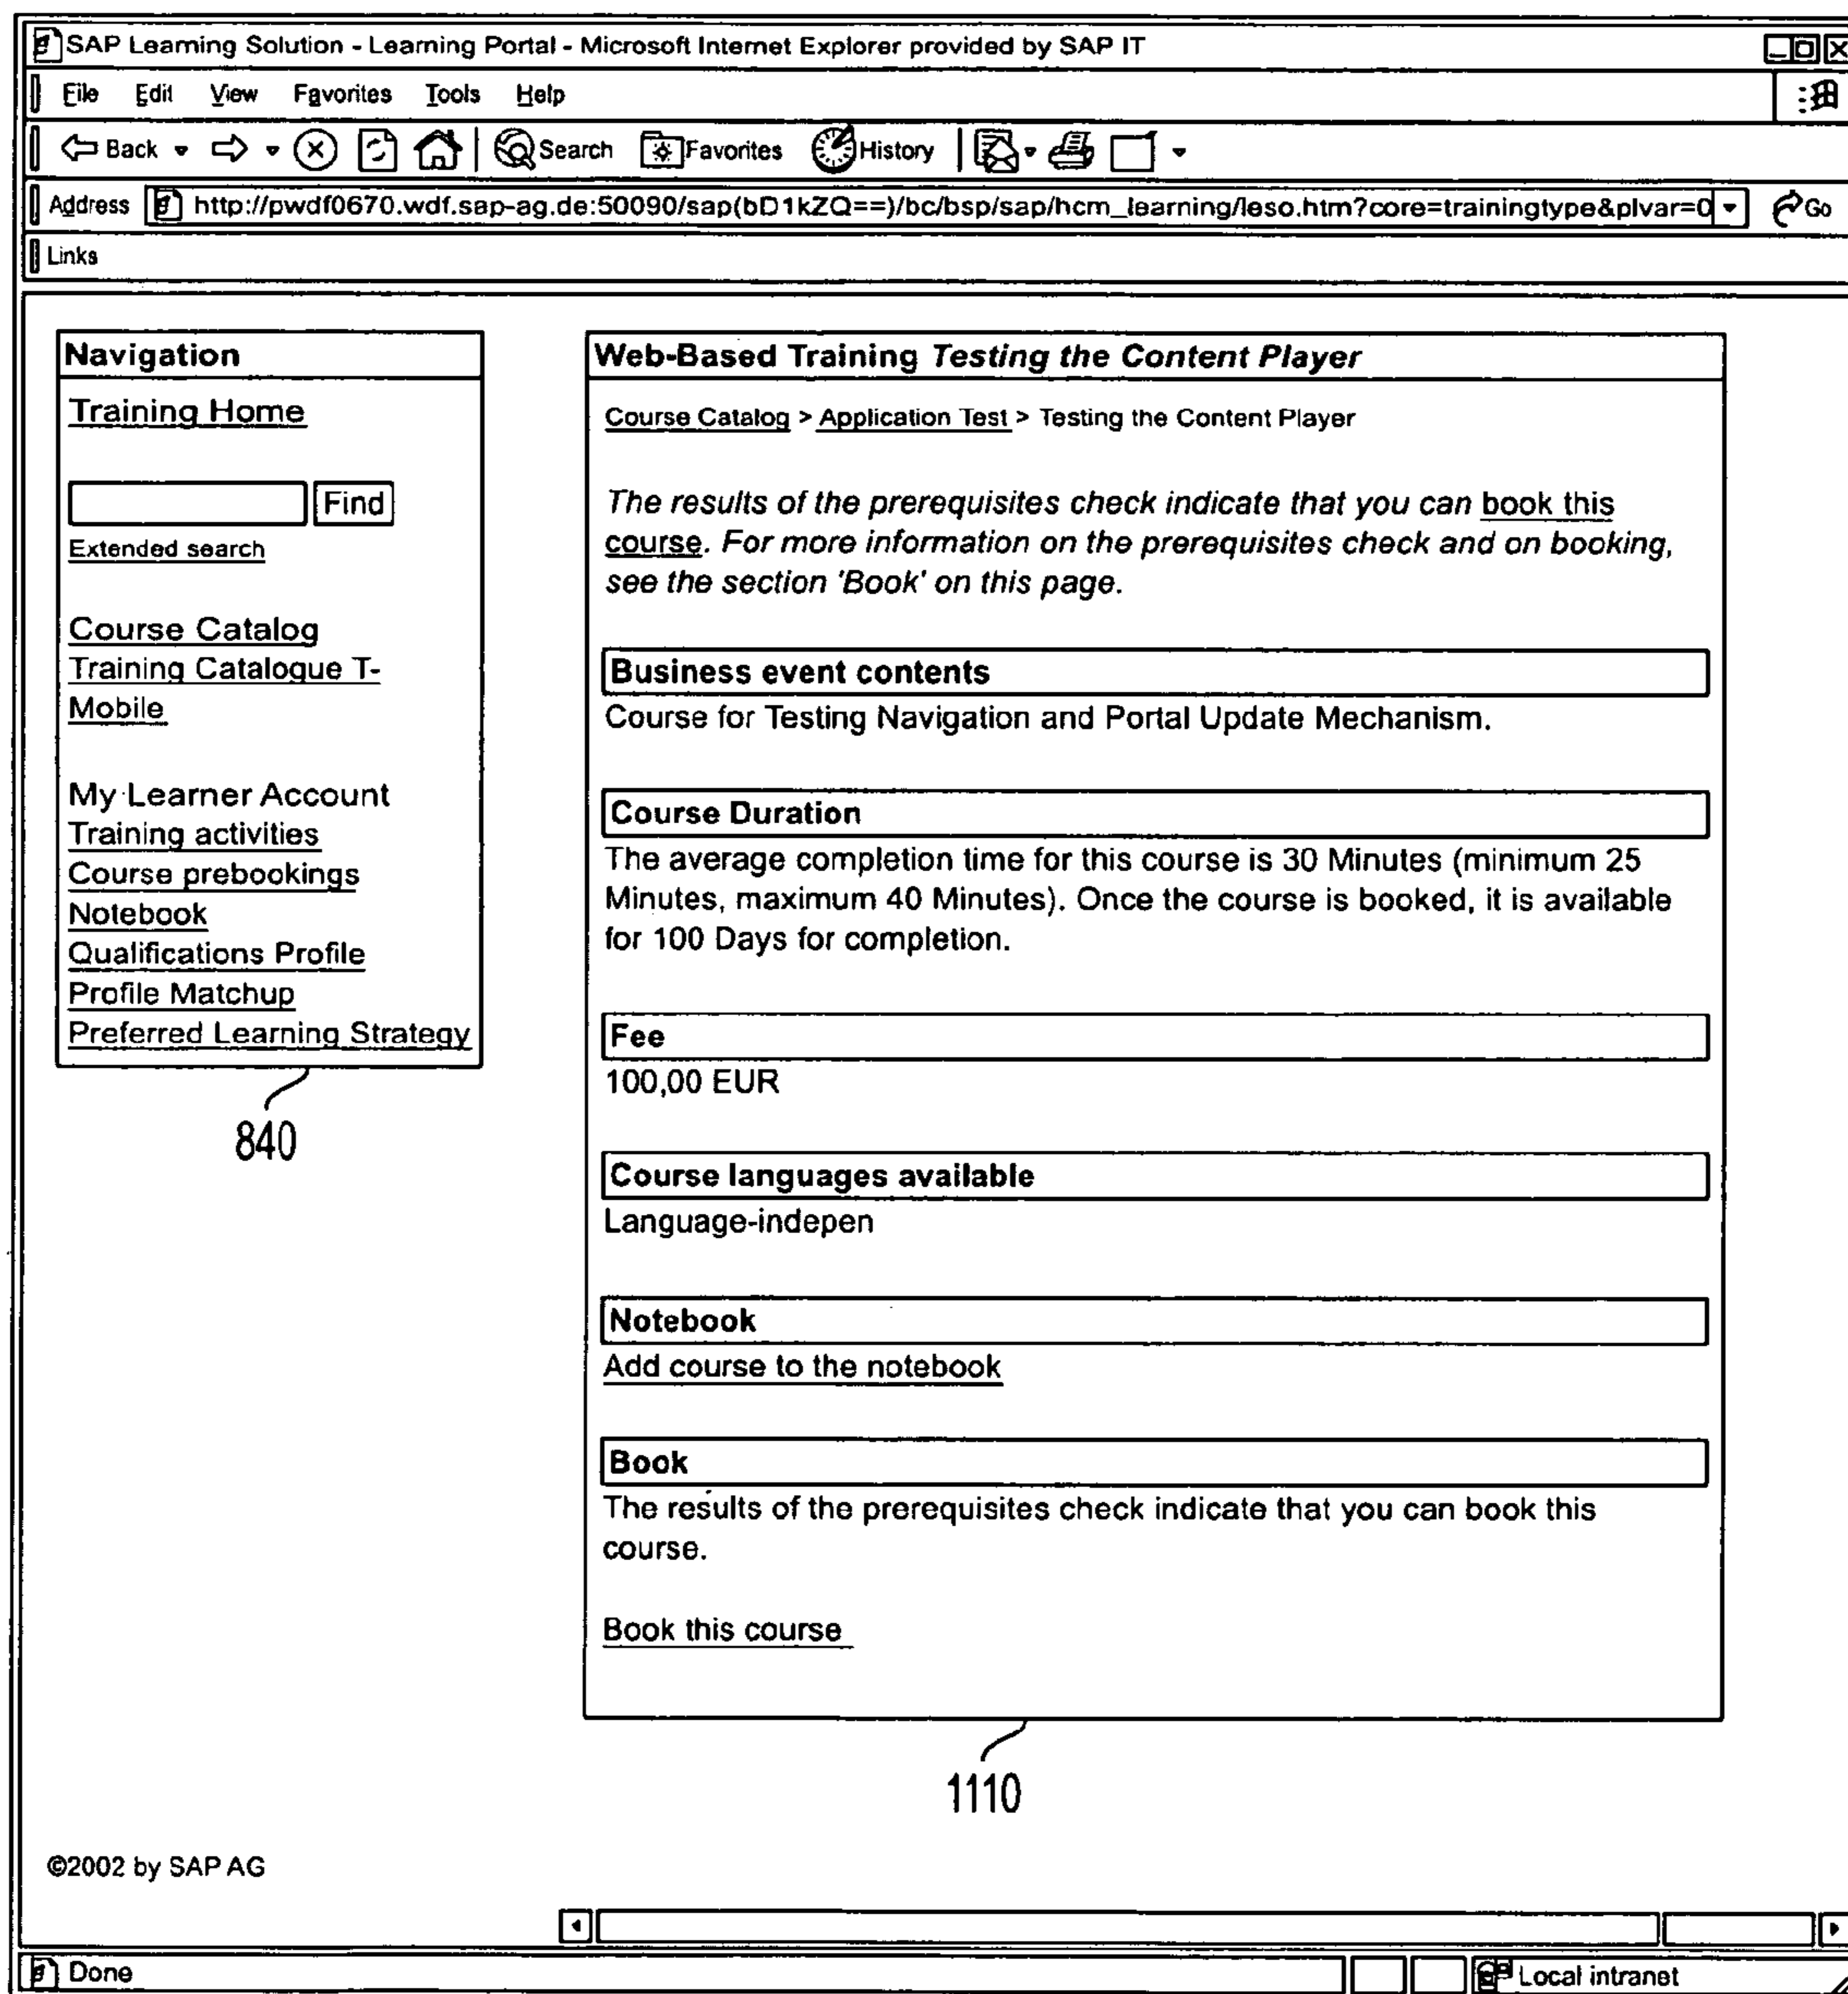 SAP Learning Solution - Learning Portal - Microsoft Internet Explorer provided by SAP IT
File Edit View Favorites Tools Help
Back Search Favorites History
Address http://pwdf0670.wdf.sap-ag.de:50090/sap(bD1kZQ==)/bc/bsp/sap/hcm_learning/leso.htm?core=trainingtype&plvar=0 Go
Links
Navigation
Training Home
Find
Extended search
Course Catalog
Training Catalogue T-
Mobile
My Learner Account
Training activities
Course prebookings
Notebook
Qualifications Profile
Profile Matchup
Preferred Learning Strategy
840
Web-Based Training Testing the Content Player
Course Catalog > Application Test > Testing the Content Player
The results of the prerequisites check indicate that you can book this
course. For more information on the prerequisites check and on booking,
see the section 'Book' on this page.
Business event contents
Course for Testing Navigation and Portal Update Mechanism.
Course Duration
The average completion time for this course is 30 Minutes (minimum 25
Minutes, maximum 40 Minutes). Once the course is booked, it is available
for 100 Days for completion.
Fee
100,00 EUR
Course languages available
Language-indepen
Notebook
Add course to the notebook
Book
The results of the prerequisites check indicate that you can book this
course.
Book this course
1110
©2002 by SAP AG
Done
Local intranet